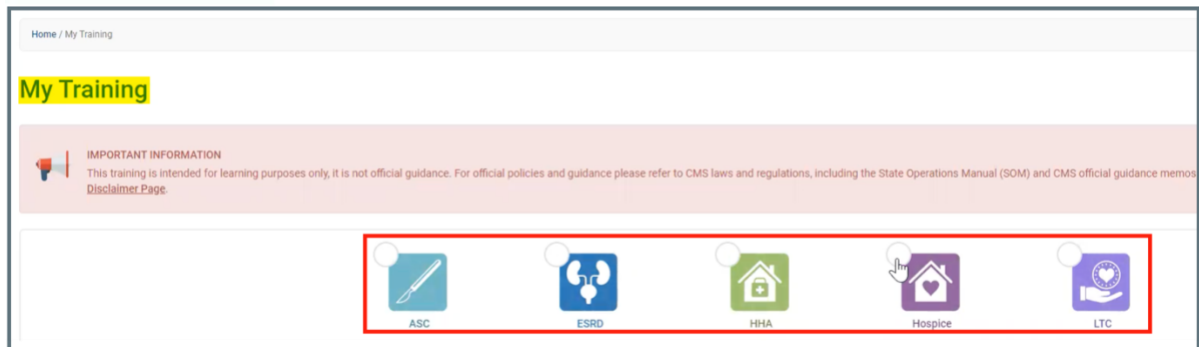 Home / My Training
My Training
IMPORTANT INFORMATION
This training is intended for learning purposes only, it is not official guidance. For official policies and guidance please refer to CMS laws and regulations, including the State Operations Manual (SOM) and CMS official guidance memos
Disclaimer Page.
ASC
ESRD
HHA
Hospice
LTC